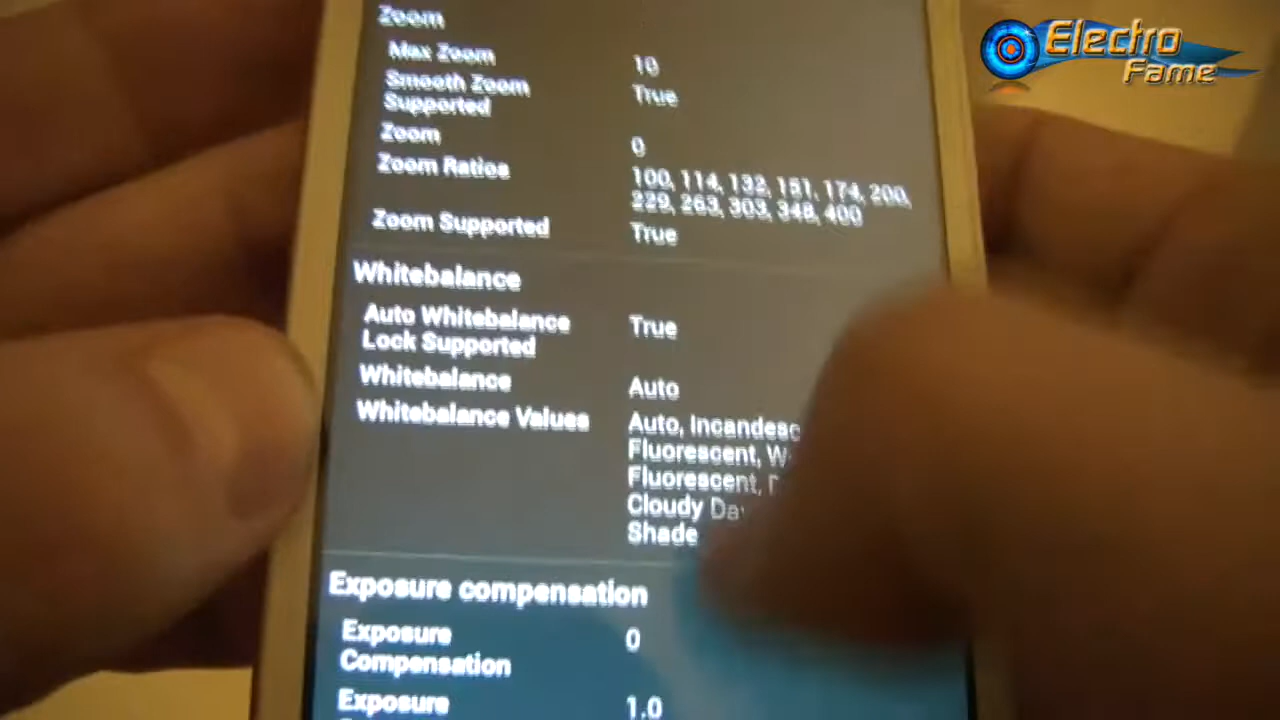 Electro
Fame
Zoom
Max Zoom 10
Smooth Zoom
Supported True
Zoom 0
Zoom Ratios 100, 114, 132, 151, 174, 200,
229, 263, 303, 348, 400
Zoom Supported True
Whitebalance
Auto Whitebalance
Lock Supported True
Whitebalance Auto
Whitebalance Values Auto,
Fluorescent,
Fluorescent,
Cloudy
Shade
Exposure compensation
Exposure
Compensation 0
Exposure 1.0